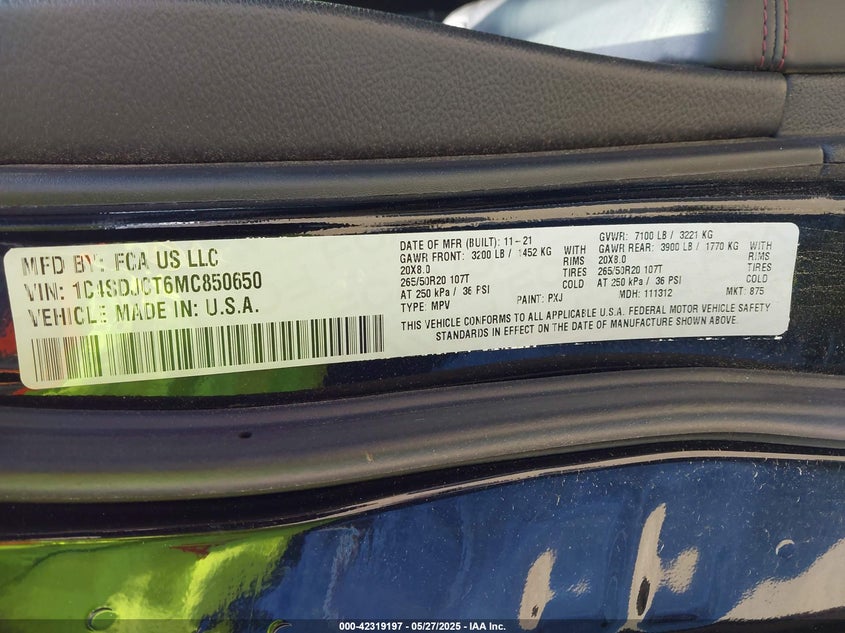 MFD BY: FCA US LLC
VIN: 1C4SDJCT6MC850650
VEHICLE MADE IN: U.S.A.
DATE OF MFR (BUILT): 11-21
GAWR FRONT: 3200 LB / 1452 KG WITH
20X8.0 RIMS
265/50R20 107T TIRES
AT 250 kPa / 36 PSI COLD
TYPE: MPV
PAINT: PXJ
GVWR: 7100 LB / 3221 KG
GAWR REAR: 3900 LB / 1770 KG WITH
20X8.0 RIMS
265/50R20 107T TIRES
AT 250 kPa / 36 PSI COLD
MDH: 111312
MKT: 875
THIS VEHICLE CONFORMS TO ALL APPLICABLE U.S.A. FEDERAL MOTOR VEHICLE SAFETY
STANDARDS IN EFFECT ON THE DATE OF MANUFACTURE SHOWN ABOVE.
000-42319197 - 05/27/2025 - IAA Inc.